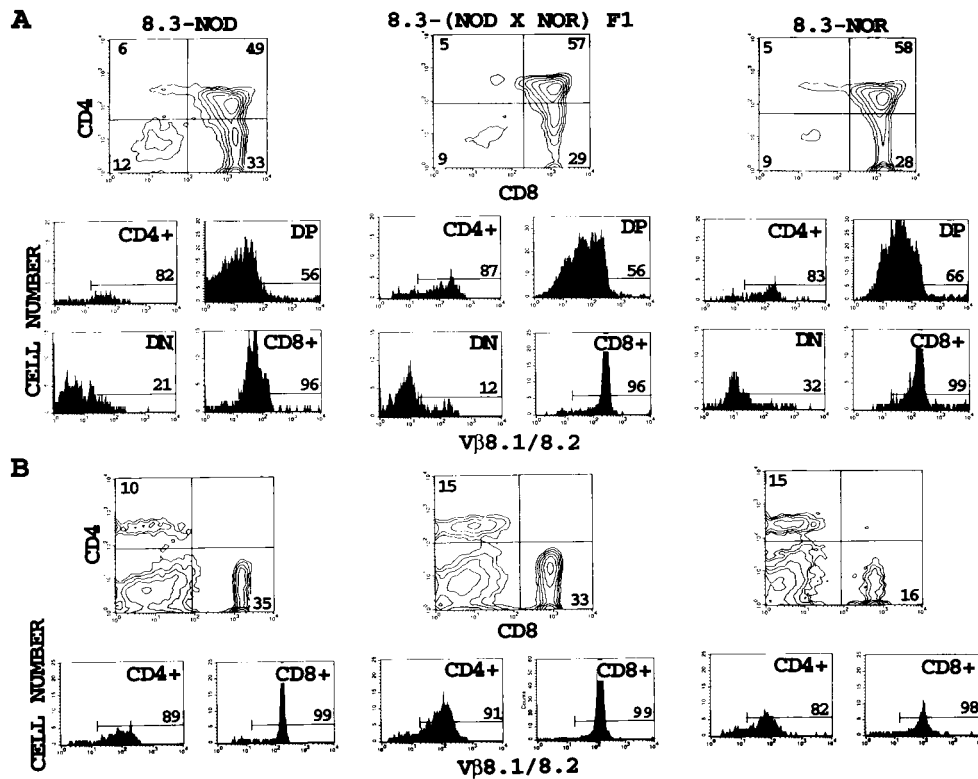 A
8.3-NOD
8.3-(NOD X NOR) F1
8.3-NOR
6 49
5 57
5 58
CD4
12 33
9 29
9 28
CD8
CELL NUMBER
CD4+ 82
DP 56
CD4+ 87
DP 56
CD4+ 83
DP 66
DN 21
CD8+ 96
DN 12
CD8+ 96
DN 32
CD8+ 99
Vβ8.1/8.2
B
10
15
15
CD4
35
33
16
CD8
CELL NUMBER
CD4+ 89
CD8+ 99
CD4+ 91
CD8+ 99
CD4+ 82
CD8+ 98
Counts
Vβ8.1/8.2